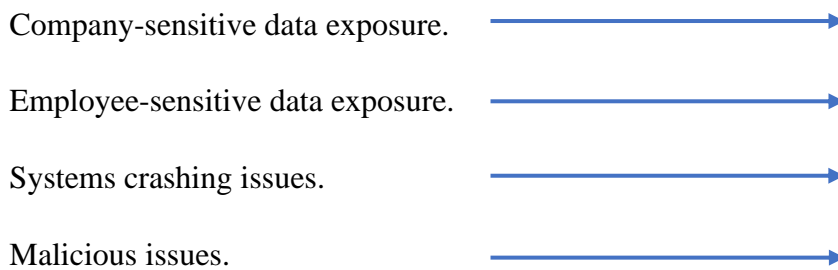 Company-sensitive data exposure.
Employee-sensitive data exposure.
Systems crashing issues.
Malicious issues.